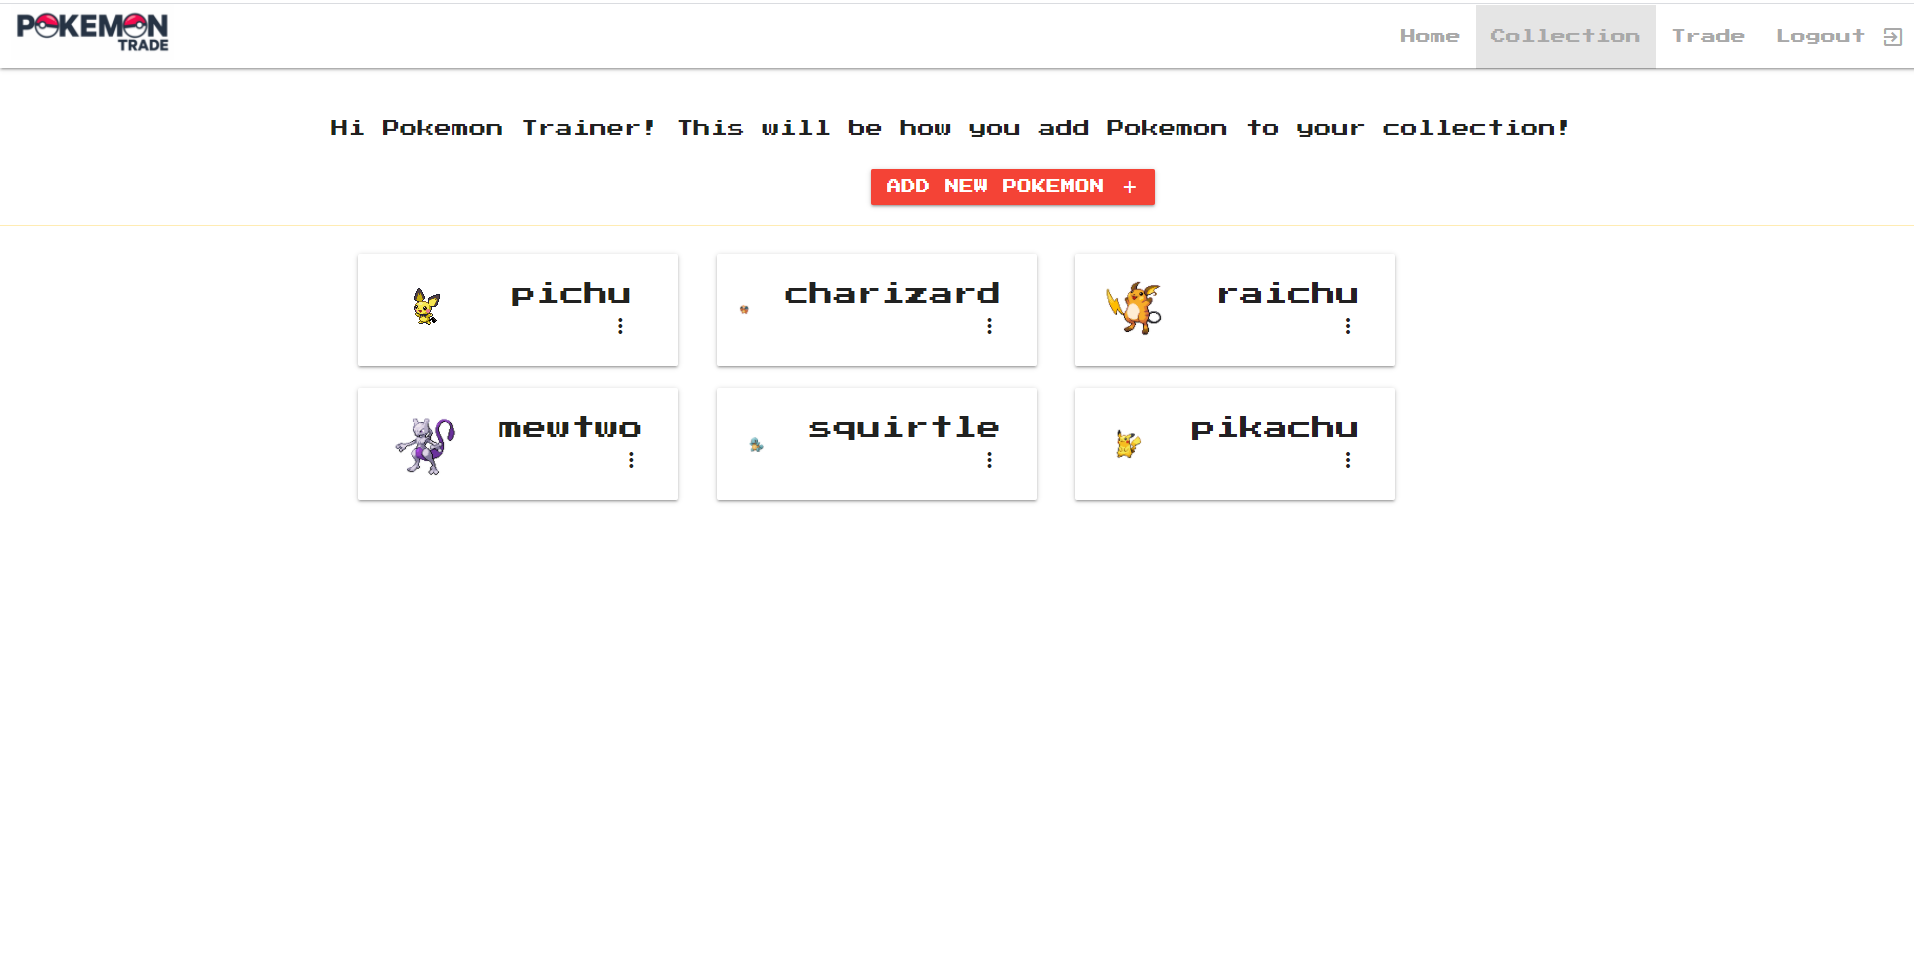 POKEMON
TRADE
Home Collection Trade Logout
Hi Pokemon Trainer! This will be how you add Pokemon to your collection!
ADD NEW POKEMON +
pichu charizard raichu
mewtwo squirtle pikachu